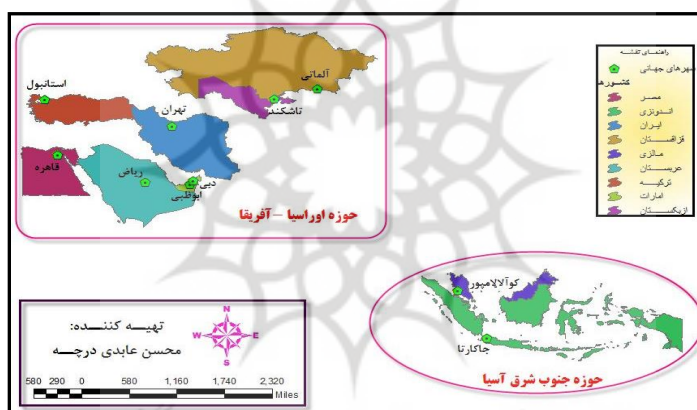 راهنمای نقشه
شهرهای جهانی
کشورها
مصر
اندونزی
ایران
قزاقستان
مالزی
عربستان
ترکیه
امارات
ازبکستان
استانبول
آلماتی
تاشکند
تهران
قاهره
ریاض
دبی
ابوظبی
حوزه اوراسیا - آفریقا
کوآلالامپور
جاکارتا
حوزه جنوب شرق آسیا
تهیه کننده:
محسن عابدی درچه
N
W E
S
580 290 0 580 1,160 1,740 2,320
Miles